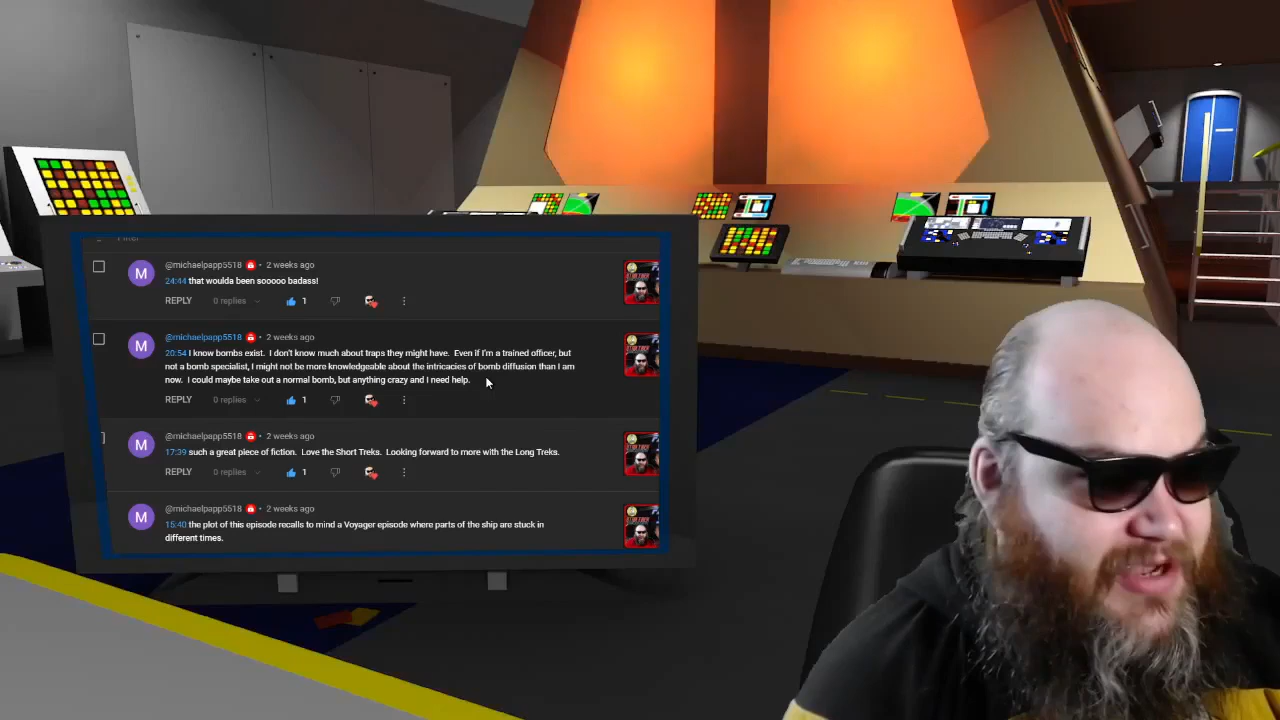 @michaelpapp5518 • 2 weeks ago
24:44 that woulda been sooooo badass!
REPLY 0 replies 1
@michaelpapp5518 • 2 weeks ago
20:54 I know bombs exist. I don't know much about traps they might have. Even if I'm a trained officer, but
not a bomb specialist, I might not be more knowledgeable about the intricacies of bomb diffusion than I am
now. I could maybe take out a normal bomb, but anything crazy and I need help.
REPLY 0 replies 1
@michaelpapp5518 • 2 weeks ago
17:39 such a great piece of fiction. Love the Short Treks. Looking forward to more with the Long Treks.
REPLY 0 replies 1
@michaelpapp5518 • 2 weeks ago
15:40 the plot of this episode recalls to mind a Voyager episode where parts of the ship are stuck in
different times.
M
M
M
M